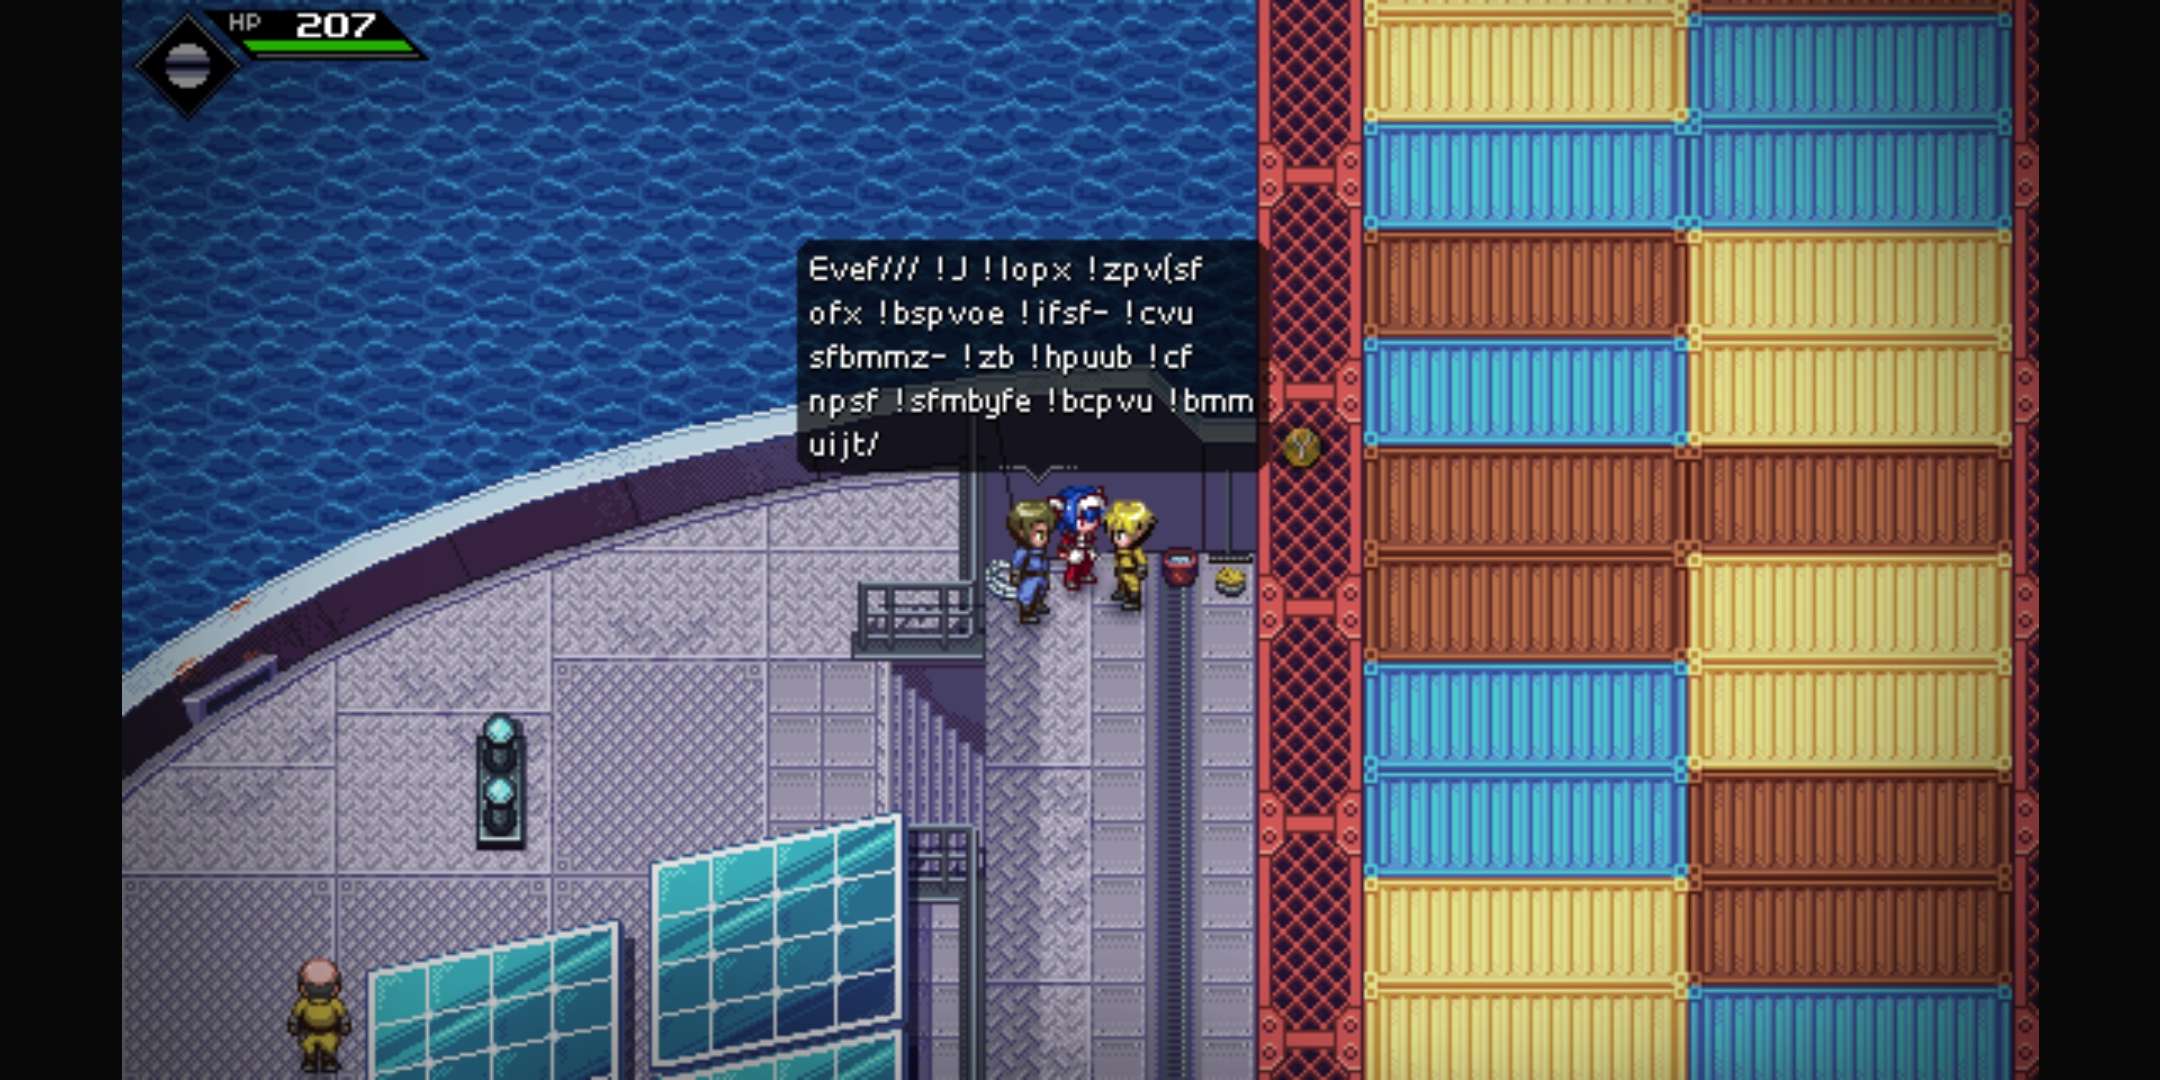 HP 207
Evef/// !J !lopx !zpv(sf
ofx !bspvoe !ifsf- !cvu
sfbmmz- !zb !hpuub !cf
npsf !sfmbyfe !bcpvu !bmm
uijt/
Y